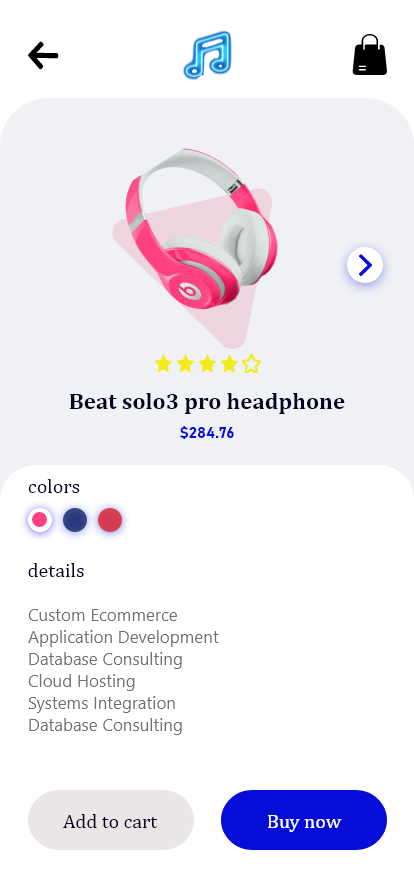 Beat solo3 pro headphone
$284.76
colors
details
Custom Ecommerce
Application Development
Database Consulting
Cloud Hosting
Systems Integration
Database Consulting
Add to cart
Buy now